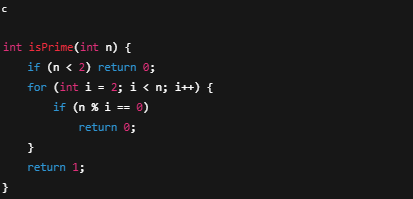 c
int isPrime(int n) {
    if (n < 2) return 0;
    for (int i = 2; i < n; i++) {
        if (n % i == 0)
            return 0;
    }
    return 1;
}